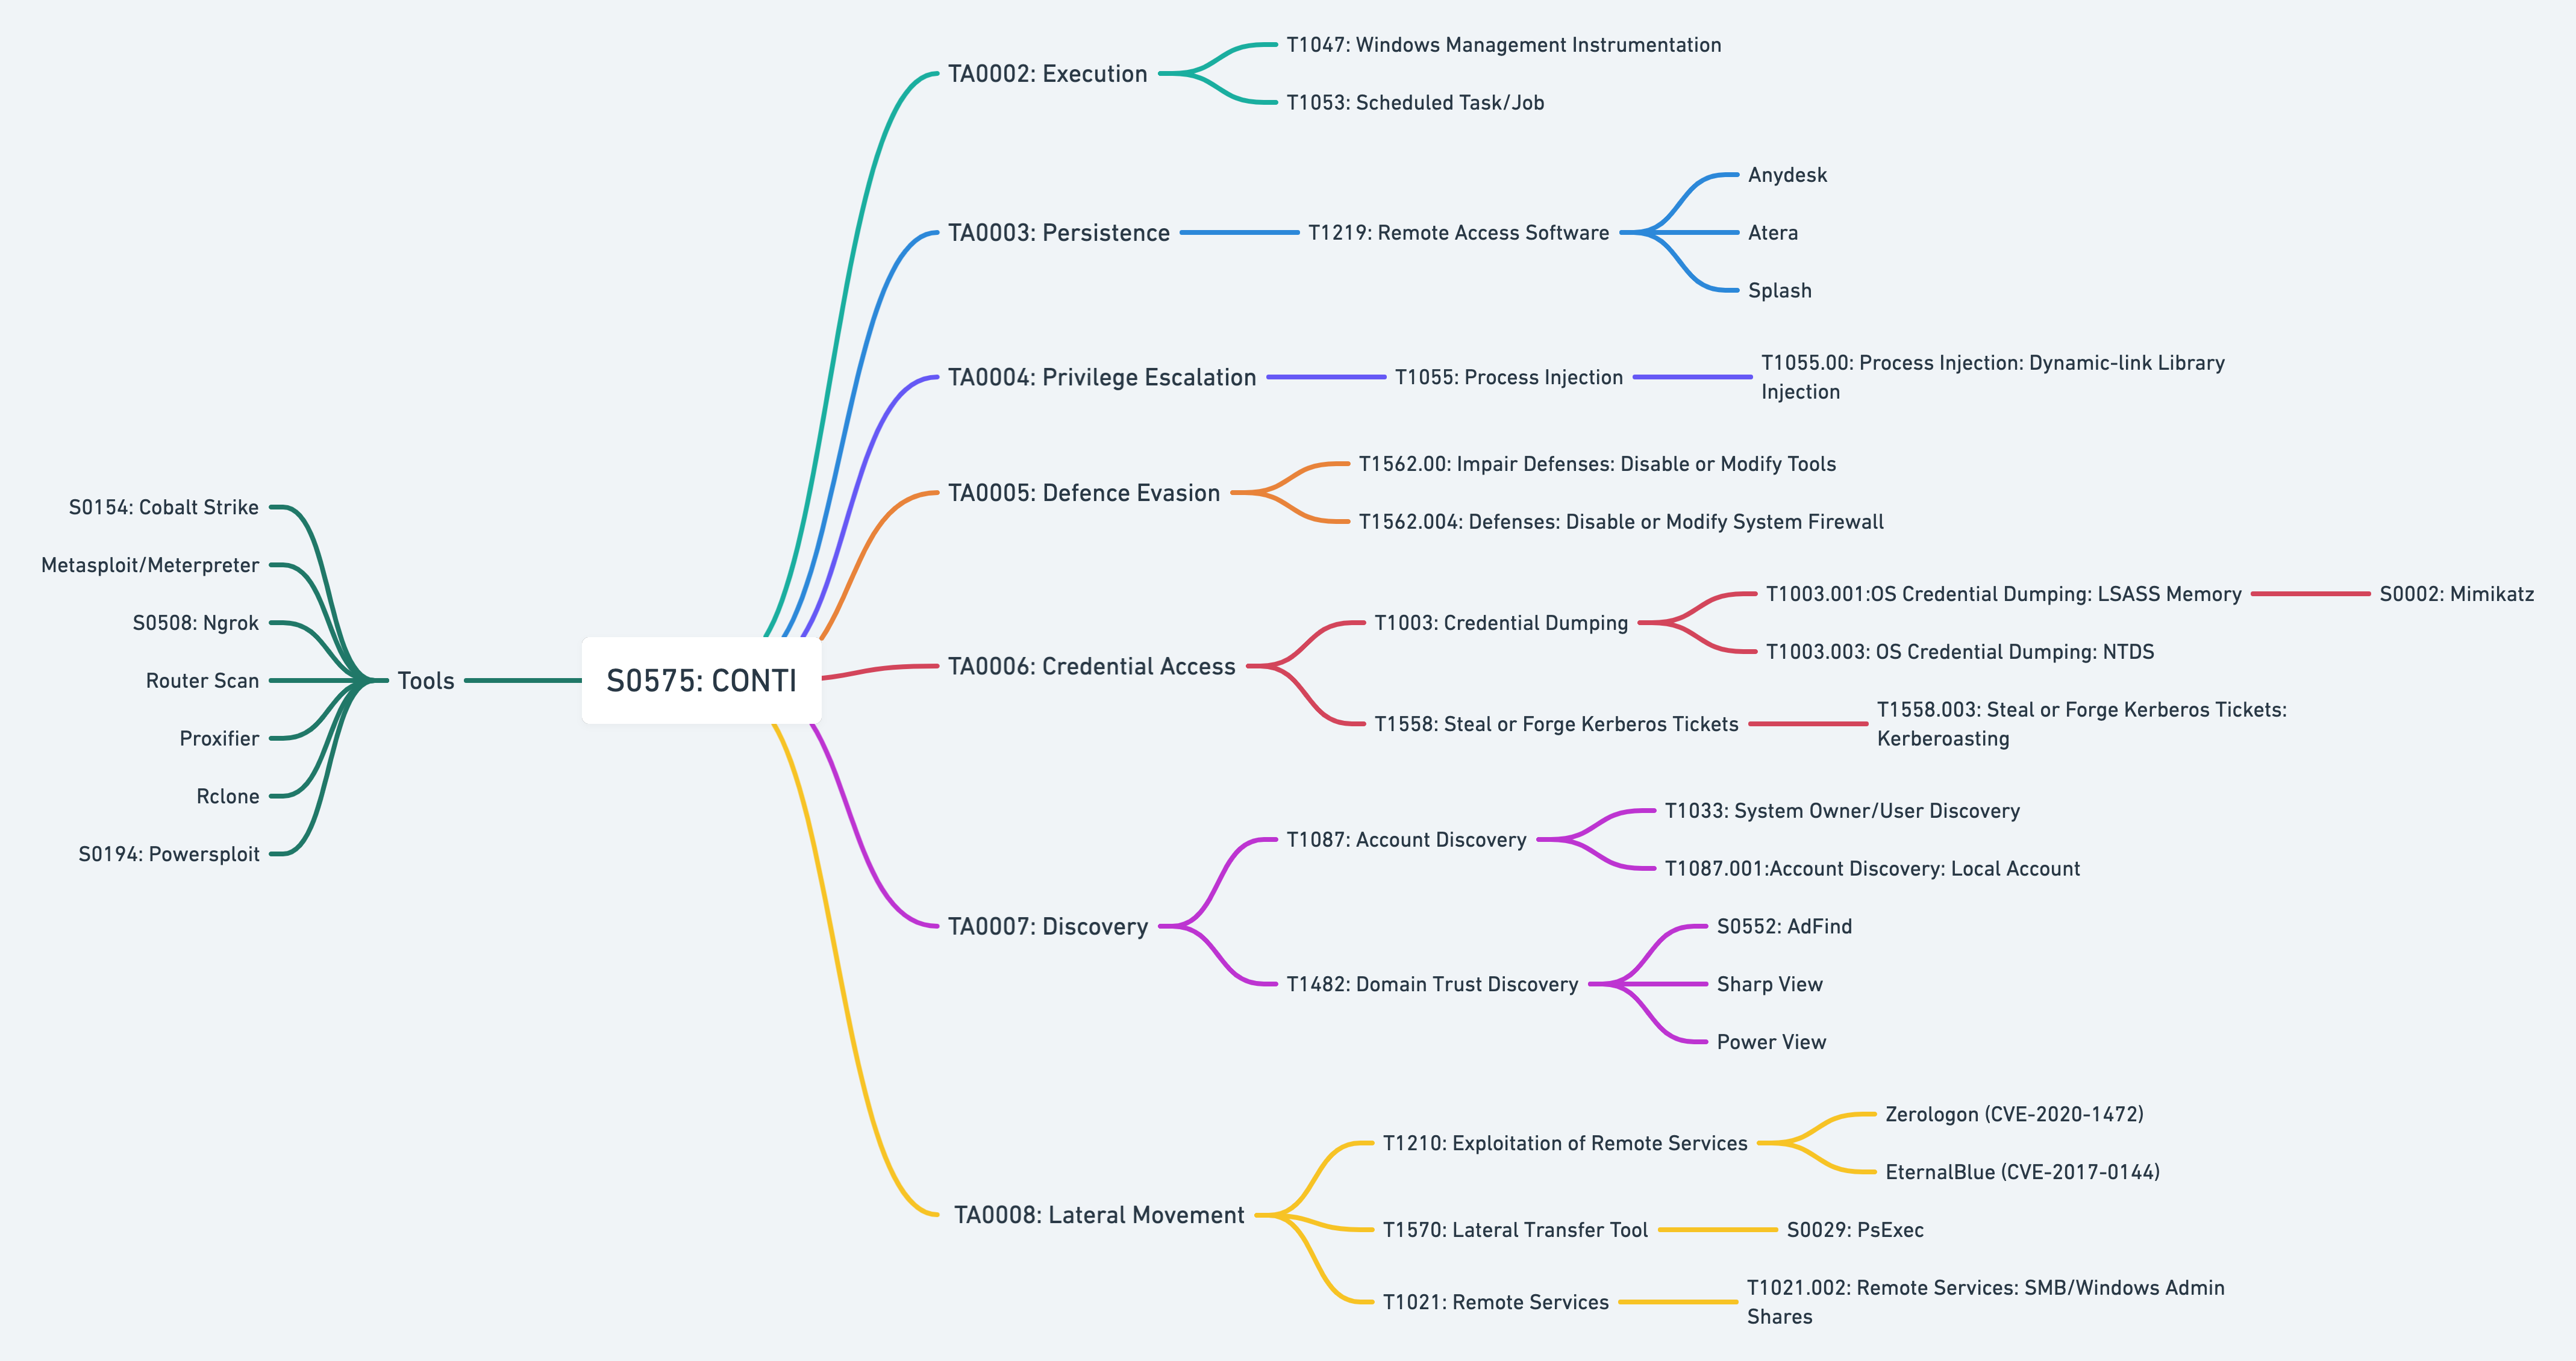 S0575: CONTI
Tools
S0154: Cobalt Strike
Metasploit/Meterpreter
S0508: Ngrok
Router Scan
Proxifier
Rclone
S0194: Powersploit
TA0002: Execution
T1047: Windows Management Instrumentation
T1053: Scheduled Task/Job
TA0003: Persistence
T1219: Remote Access Software
Anydesk
Atera
Splash
TA0004: Privilege Escalation
T1055: Process Injection
T1055.00: Process Injection: Dynamic-link Library
Injection
TA0005: Defence Evasion
T1562.00: Impair Defenses: Disable or Modify Tools
T1562.004: Defenses: Disable or Modify System Firewall
TA0006: Credential Access
T1003: Credential Dumping
T1003.001:OS Credential Dumping: LSASS Memory
S0002: Mimikatz
T1003.003: OS Credential Dumping: NTDS
T1558: Steal or Forge Kerberos Tickets
T1558.003: Steal or Forge Kerberos Tickets:
Kerberoasting
TA0007: Discovery
T1087: Account Discovery
T1033: System Owner/User Discovery
T1087.001:Account Discovery: Local Account
T1482: Domain Trust Discovery
S0552: AdFind
Sharp View
Power View
TA0008: Lateral Movement
T1210: Exploitation of Remote Services
Zerologon (CVE-2020-1472)
EternalBlue (CVE-2017-0144)
T1570: Lateral Transfer Tool
S0029: PsExec
T1021: Remote Services
T1021.002: Remote Services: SMB/Windows Admin
Shares